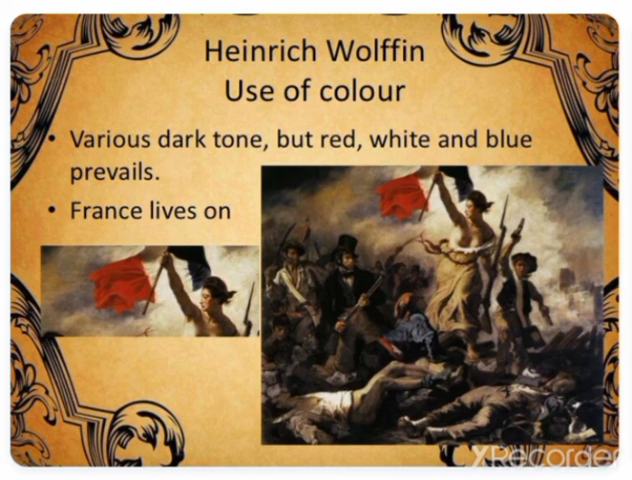 Heinrich Wolffin
Use of colour
• Various dark tone, but red, white and blue
prevails.
• France lives on
XRecorder